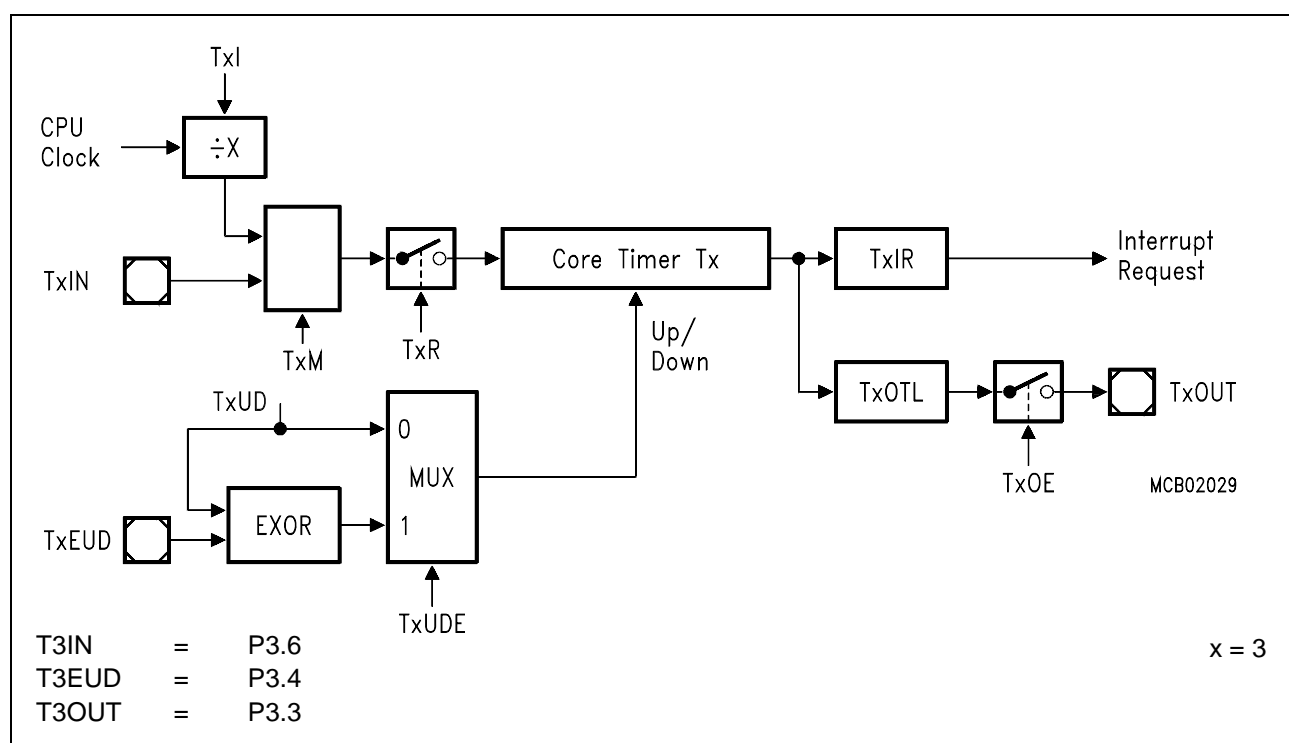 TxI
CPU
Clock
÷X
TxIN
TxM
TxR
Core Timer Tx
TxIR
Interrupt
Request
Up/
Down
TxUD
0
MUX
1
TxOTL
TxOUT
TxOE
MCB02029
TxEUD
EXOR
TxUDE
T3IN = P3.6
T3EUD = P3.4
T3OUT = P3.3
x = 3